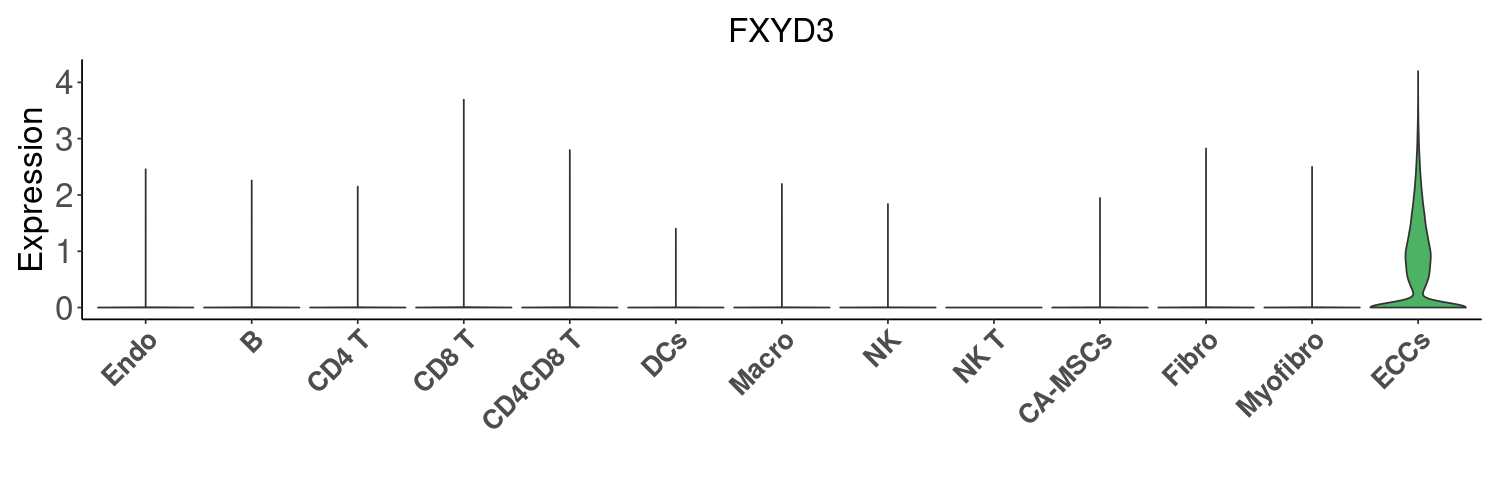 FXYD3
Expression
4
3
2
1
0
Endo
B
CD4 T
CD8 T
CD4CD8 T
DCs
Macro
NK
NK T
CA-MSCs
Fibro
Myofibro
ECCs